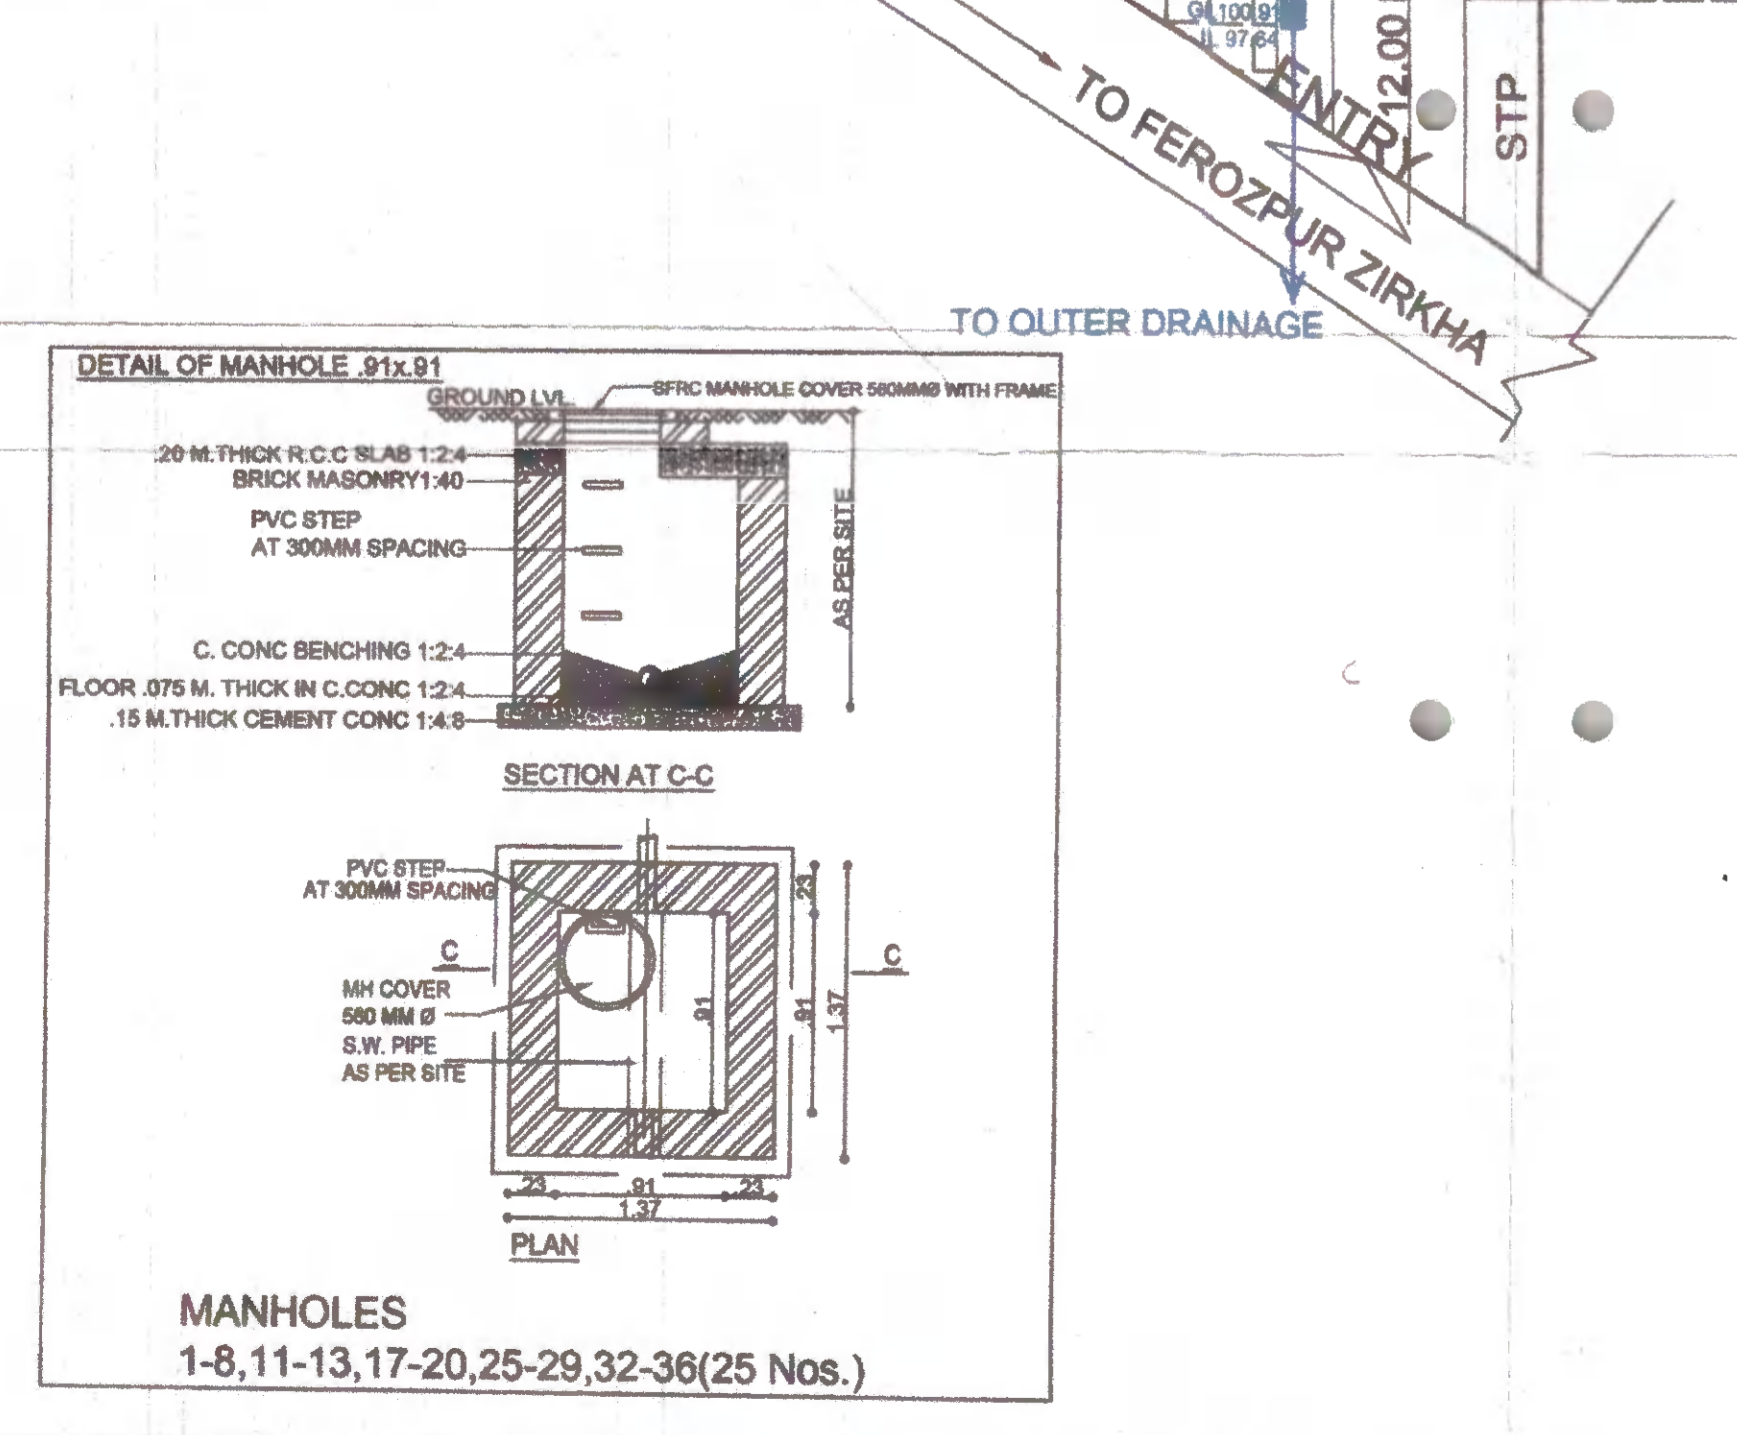 GL 100.91
IL 97.64
12.00
ENTRY
STP
TO FEROZPUR ZIRKHA
TO OUTER DRAINAGE
DETAIL OF MANHOLE .91x.91
GROUND LVL.
SFRC MANHOLE COVER 560MMØ WITH FRAME
.20 M.THICK R.C.C SLAB 1:2:4
BRICK MASONRY1:40
PVC STEP
AT 300MM SPACING
AS PER SITE
C. CONC BENCHING 1:2:4
FLOOR .075 M. THICK IN C.CONC 1:2:4
.15 M.THICK CEMENT CONC 1:4:8
SECTION AT C-C
PVC STEP
AT 300MM SPACING
.23
C
C
MH COVER
560 MM Ø
S.W. PIPE
AS PER SITE
.91
.91
1.37
.23
.91
.23
1.37
PLAN
MANHOLES
1-8,11-13,17-20,25-29,32-36(25 Nos.)